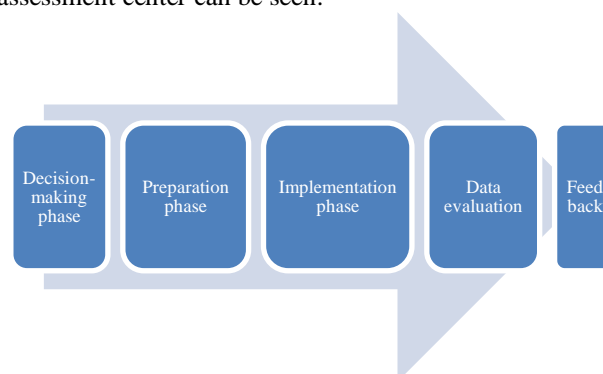 assessment center can be seen.
Decision-
making
phase
Preparation
phase
Implementation
phase
Data
evaluation
Feed
back